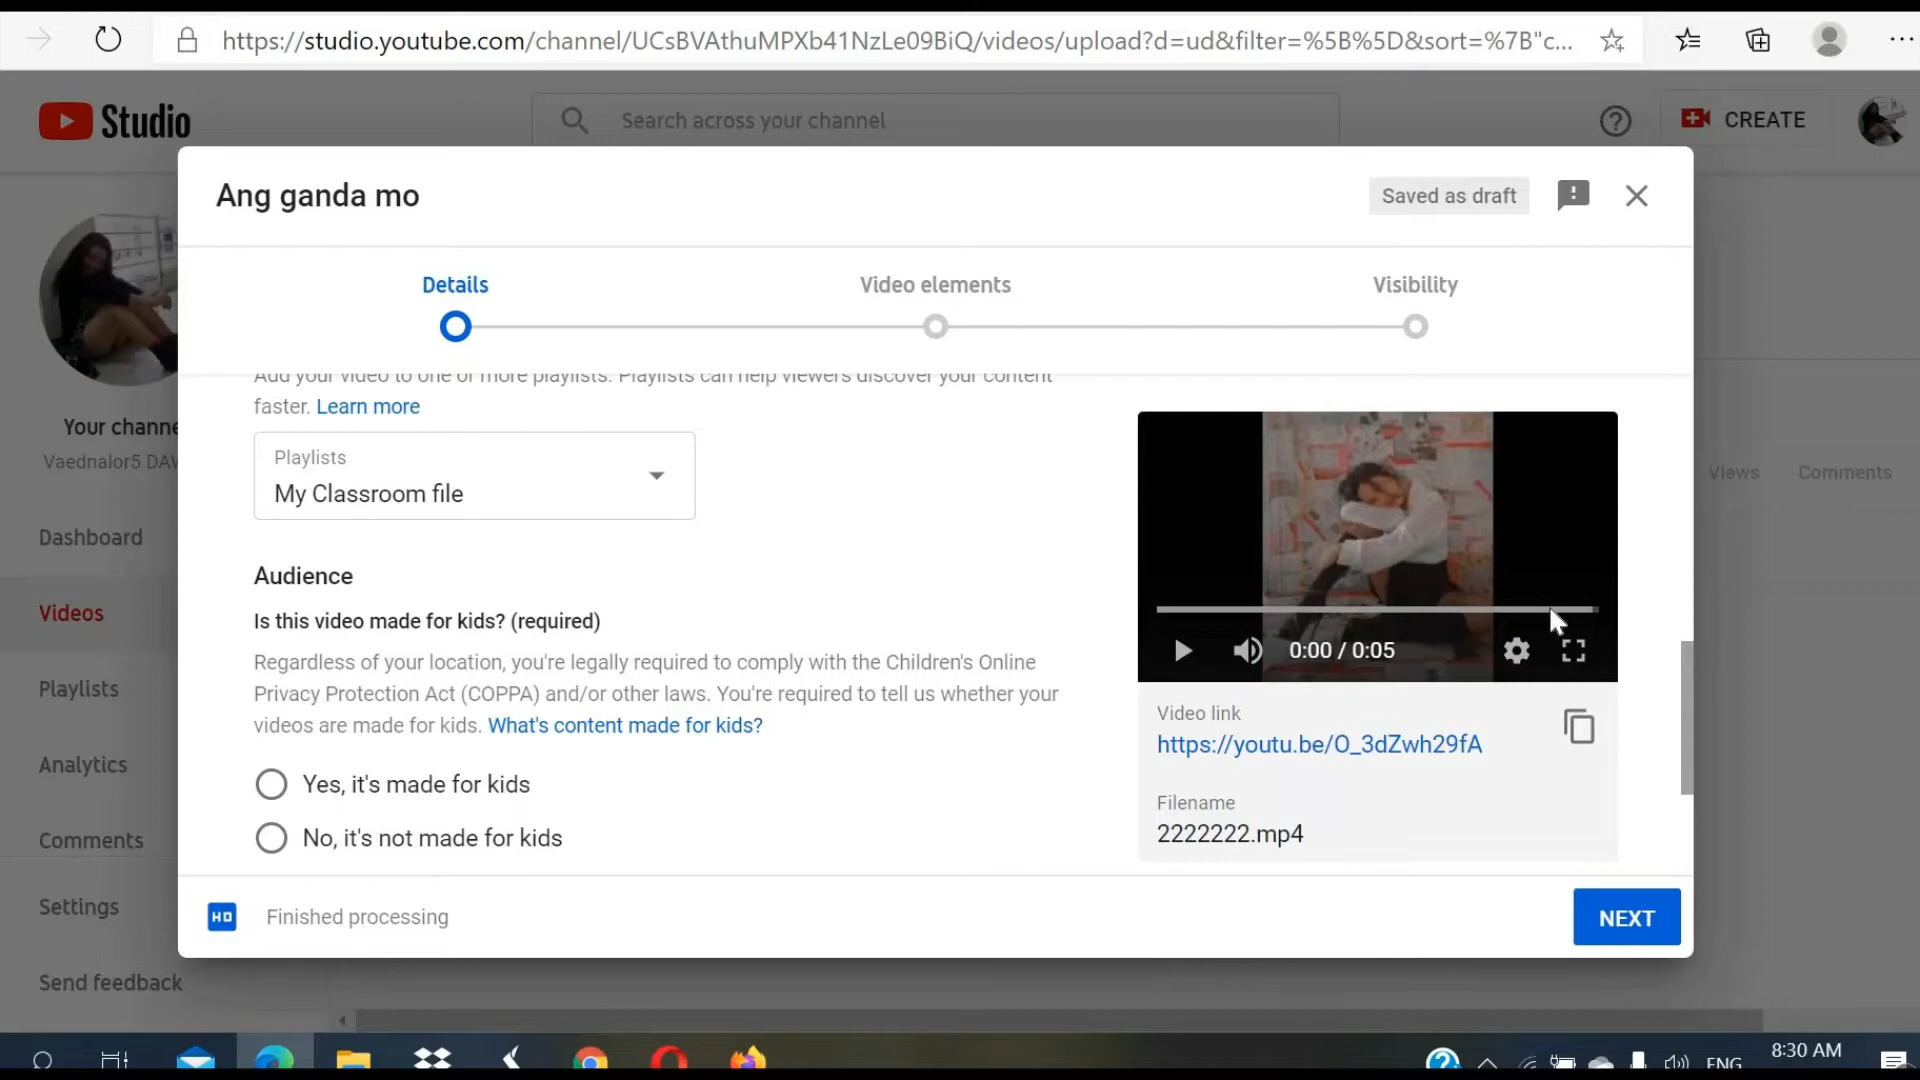 https://studio.youtube.com/channel/UCsBVAthuMPXb41NzLe09BiQ/videos/upload?d=ud&filter=%5B%5D&sort=%7B"c...
Studio
Search across your channel
CREATE
Ang ganda mo
Saved as draft
Details
Video elements
Visibility
Add your video to one or more playlists. Playlists can help viewers discover your content
faster. Learn more
Playlists
My Classroom file
Audience
Is this video made for kids? (required)
Regardless of your location, you're legally required to comply with the Children's Online
Privacy Protection Act (COPPA) and/or other laws. You're required to tell us whether your
videos are made for kids. What's content made for kids?
Yes, it's made for kids
No, it's not made for kids
0:00 / 0:05
Video link
https://youtu.be/O_3dZwh29fA
Filename
2222222.mp4
HD
Finished processing
NEXT
Your channe
Vaednalor5 DAV
Dashboard
Videos
Playlists
Analytics
Comments
Settings
Send feedback
Views
Comments
ENG
8:30 AM